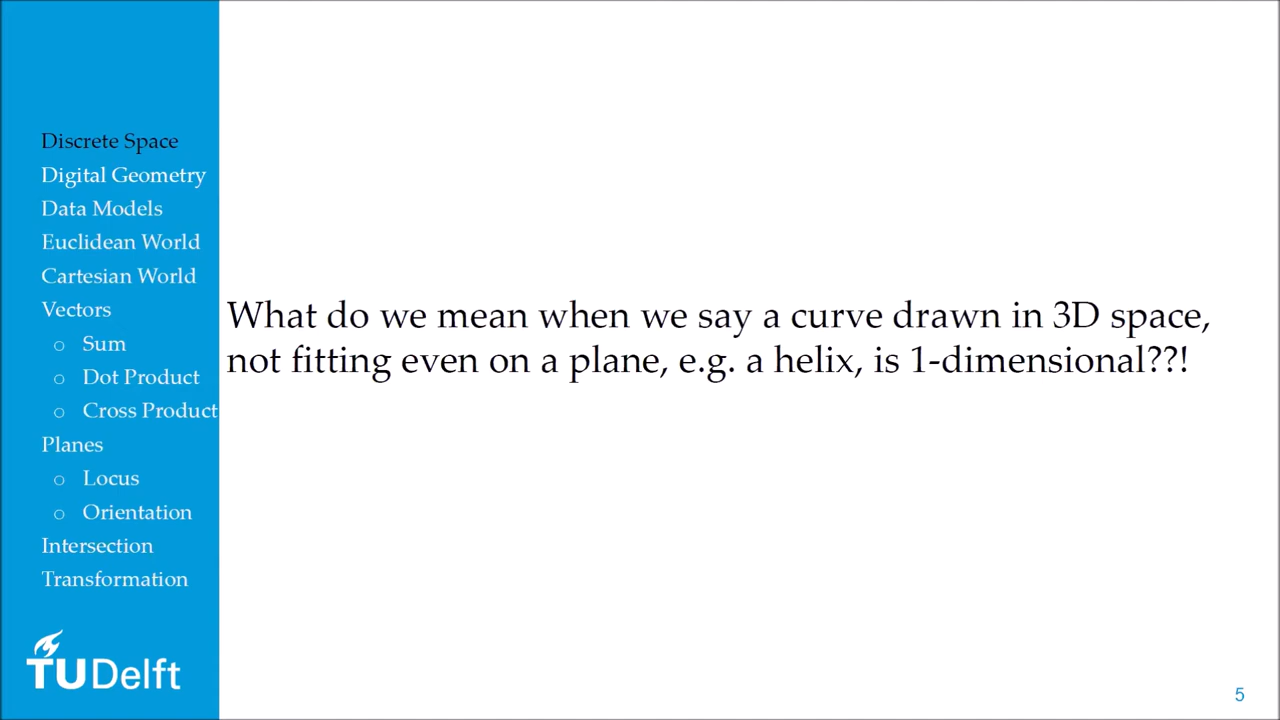 Discrete Space
Digital Geometry
Data Models
Euclidean World
Cartesian World
Vectors
○ Sum
○ Dot Product
○ Cross Product
Planes
○ Locus
○ Orientation
Intersection
Transformation
TUDelft
What do we mean when we say a curve drawn in 3D space,
not fitting even on a plane, e.g. a helix, is 1-dimensional??!
5